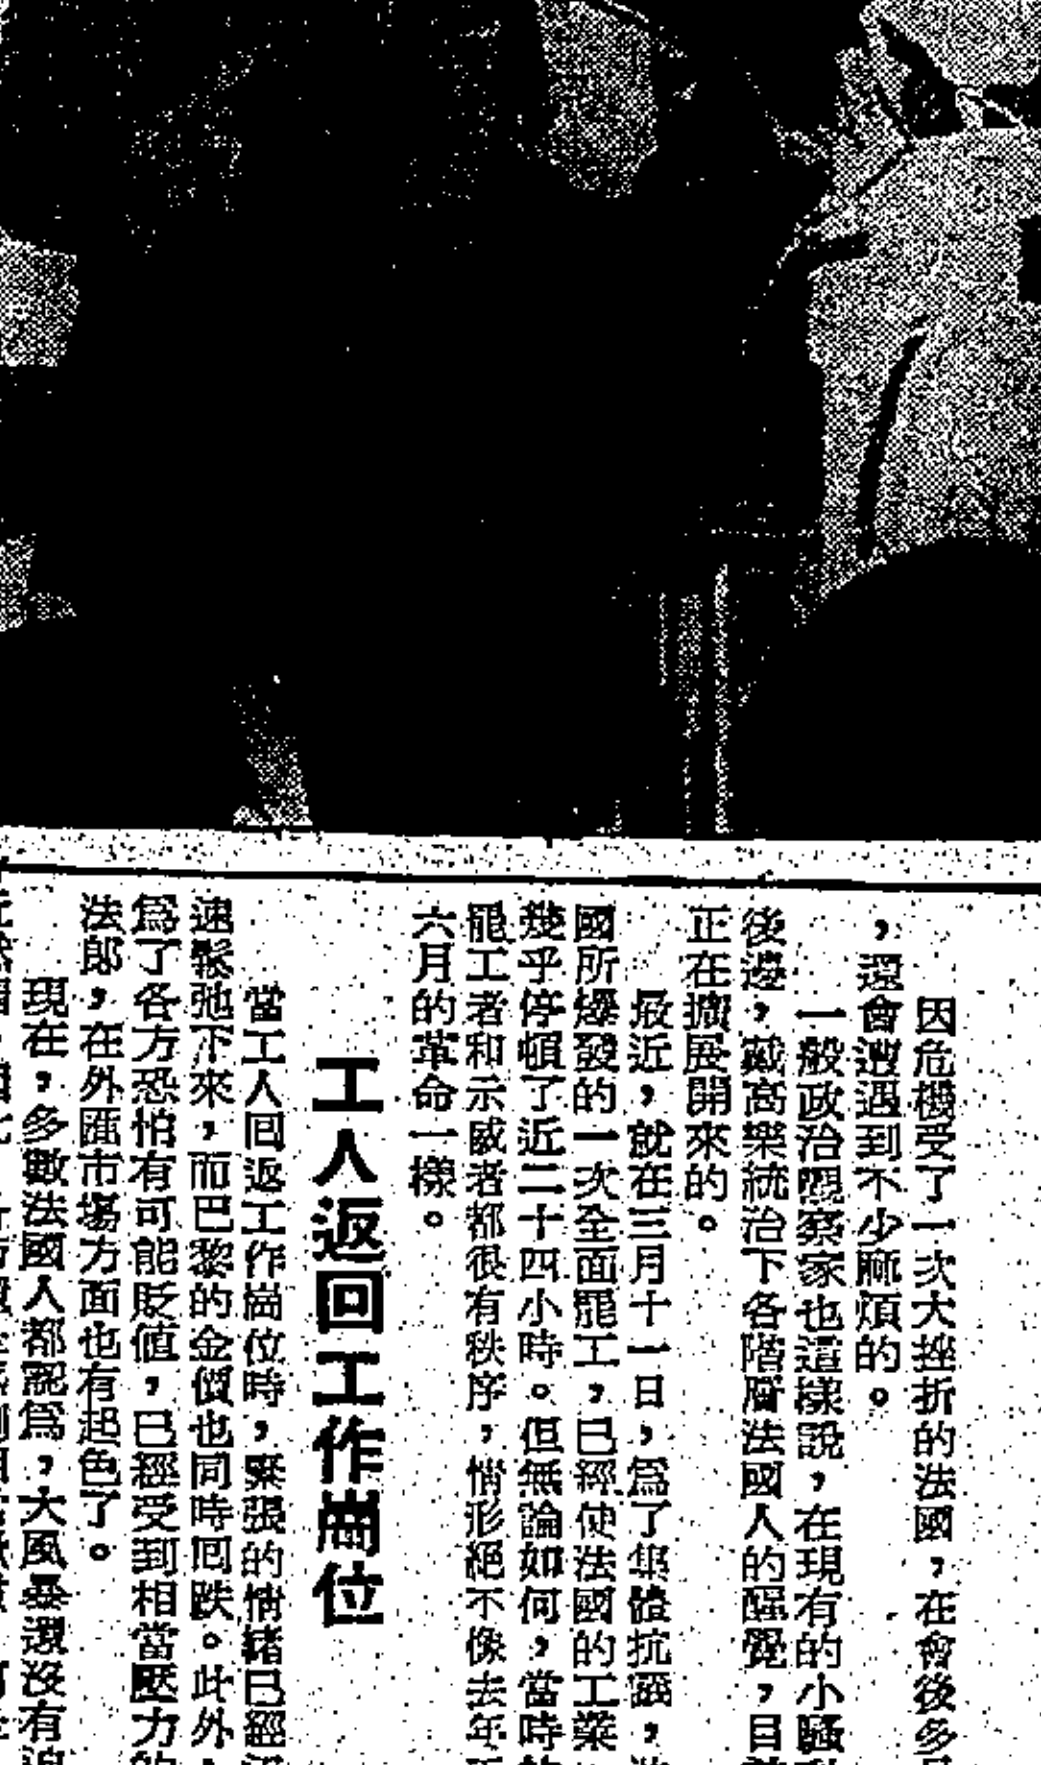 因危機受了一次大挫折的法國，在會後多
，還會遭遇到不少麻煩的。
一般政治觀察家也這樣說，在現有的小騷
後邊，戴高樂統治下各階層法國人的醒覺，目
正在擴展開來的。
最近，就在三月十一日，爲了集體抗議，
國所爆發的一次全面罷工，已經使法國的工業
幾乎停頓了近二十四小時。但無論如何，當時
罷工者和示威者都很有秩序，情形絕不像去年
六月的革命一樣。
工人返回工作崗位
當工人回返工作崗位時，緊張的情緒已經
速鬆弛下來，而巴黎的金價也同時回跌。此外，
爲了各方恐怕有可能貶值，已經受到相當壓力
法郎，在外匯市場方面也有起色了。
現在，多數法國人都認爲，大風暴還沒有